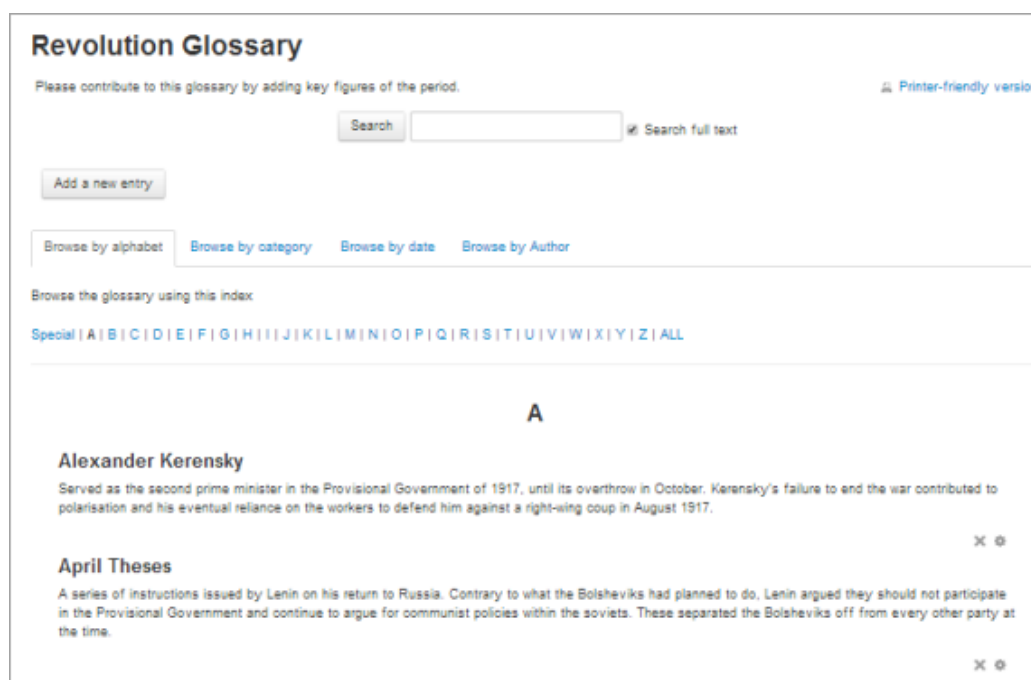 Revolution Glossary
Please contribute to this glossary by adding key figures of the period.
Printer-friendly versio
Search
Search full text
Add a new entry
Browse by alphabet Browse by category Browse by date Browse by Author
Browse the glossary using this index
Special | A | B | C | D | E | F | G | H | I | J | K | L | M | N | O | P | Q | R | S | T | U | V | W | X | Y | Z | ALL
A
Alexander Kerensky
Served as the second prime minister in the Provisional Government of 1917, until its overthrow in October. Kerensky's failure to end the war contributed to
polarisation and his eventual reliance on the workers to defend him against a right-wing coup in August 1917.
April Theses
A series of instructions issued by Lenin on his return to Russia. Contrary to what the Bolsheviks had planned to do, Lenin argued they should not participate
in the Provisional Government and continue to argue for communist policies within the soviets. These separated the Bolsheviks off from every other party at
the time.